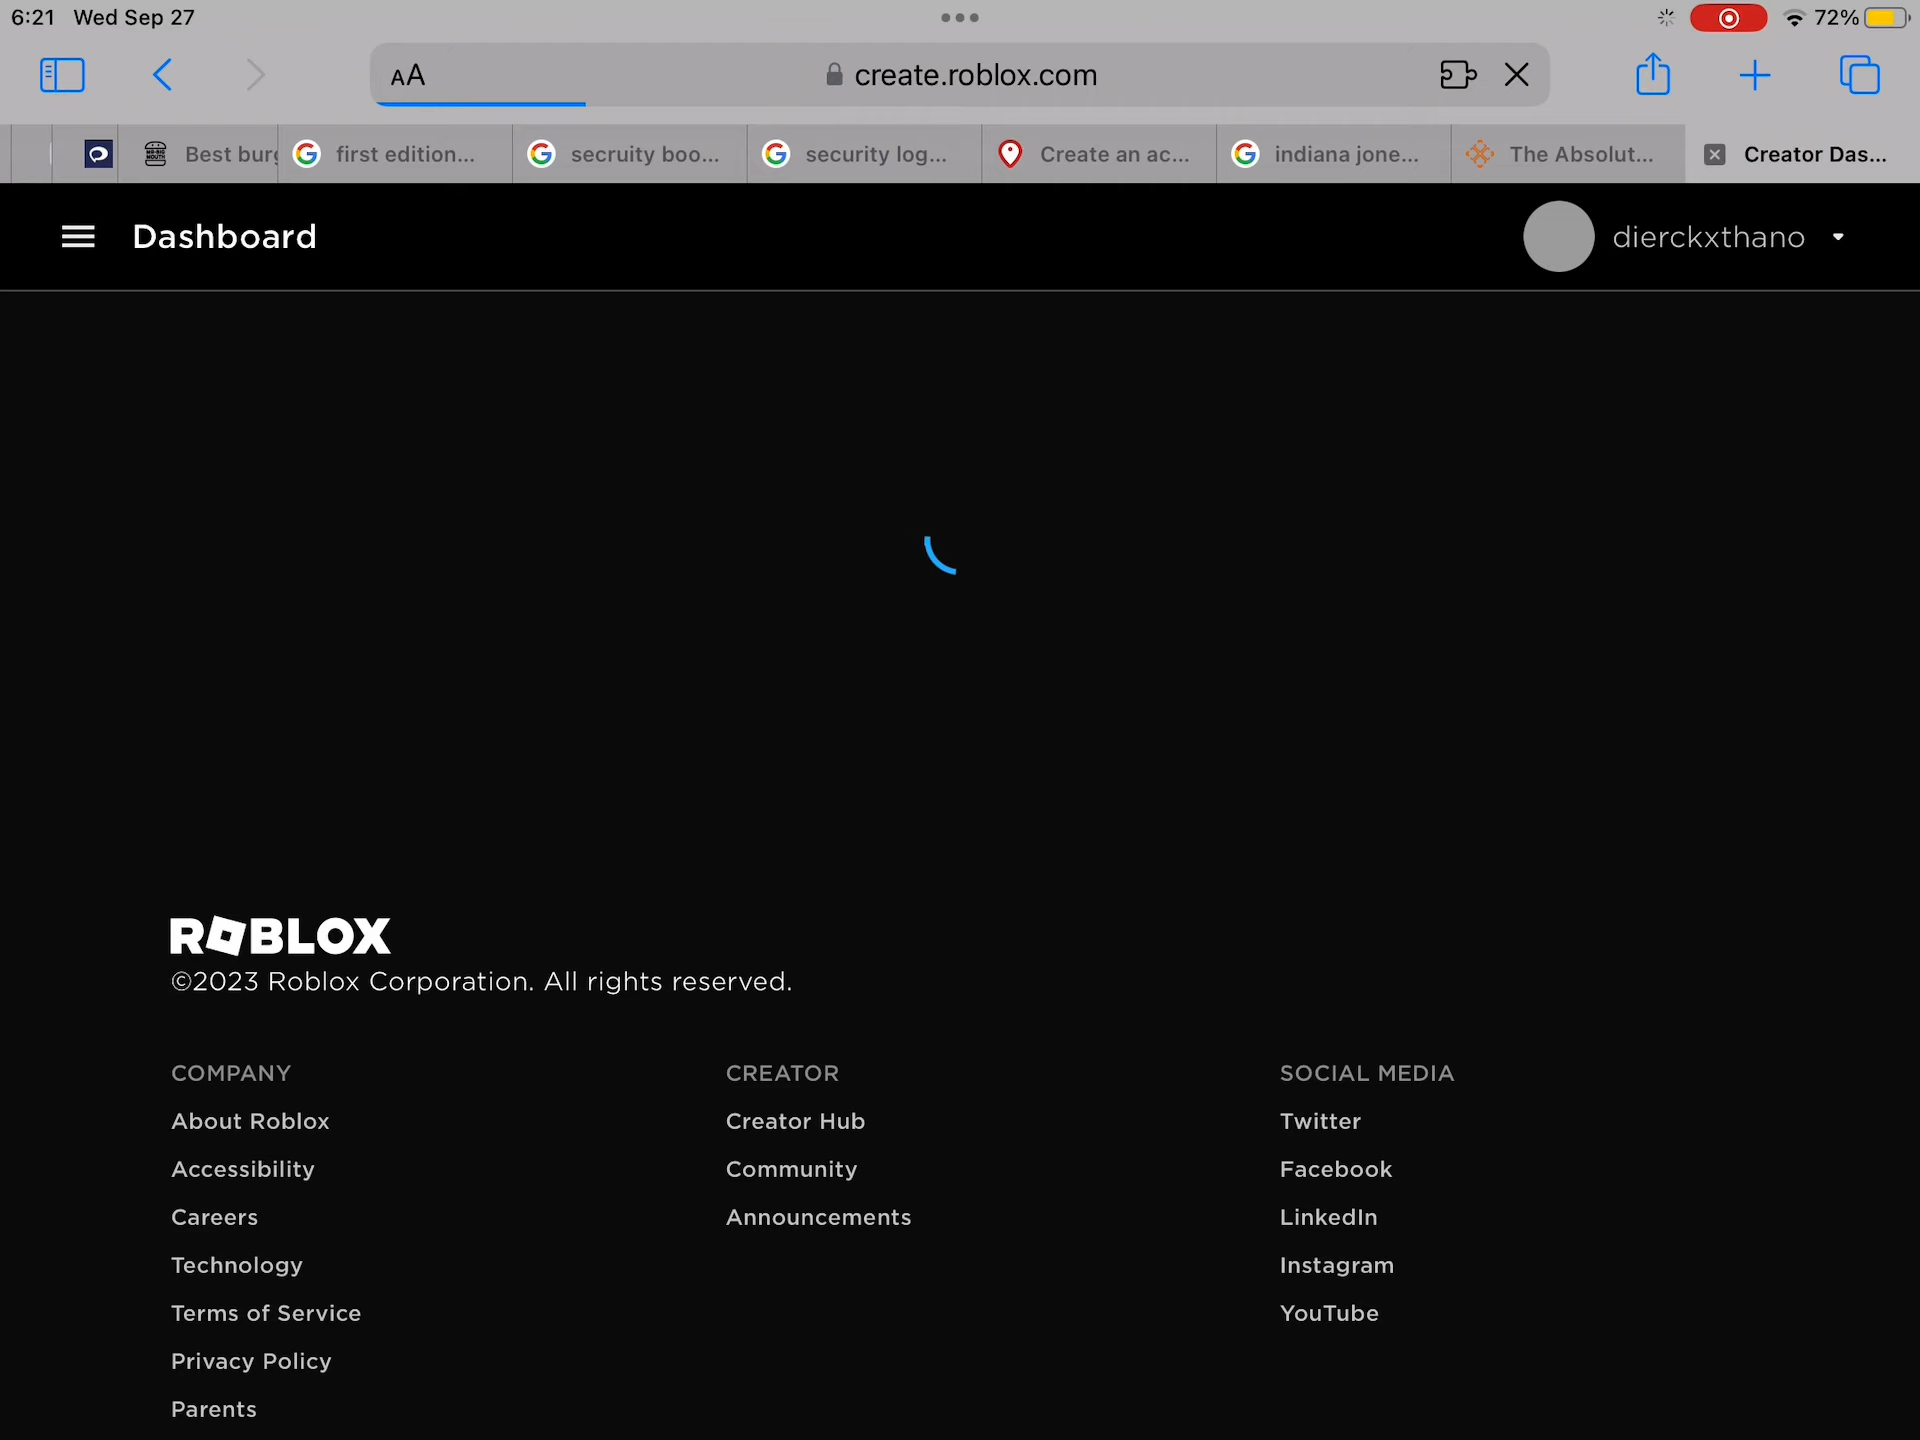 6:21 Wed Sep 27
72%
AA
create.roblox.com
Best burg
first edition...
secruity boo...
security log...
Create an ac...
indiana jone...
The Absolut...
Creator Das...
Dashboard
dierckxthano
ROBLOX
©2023 Roblox Corporation. All rights reserved.
COMPANY
About Roblox
Accessibility
Careers
Technology
Terms of Service
Privacy Policy
Parents
CREATOR
Creator Hub
Community
Announcements
SOCIAL MEDIA
Twitter
Facebook
LinkedIn
Instagram
YouTube